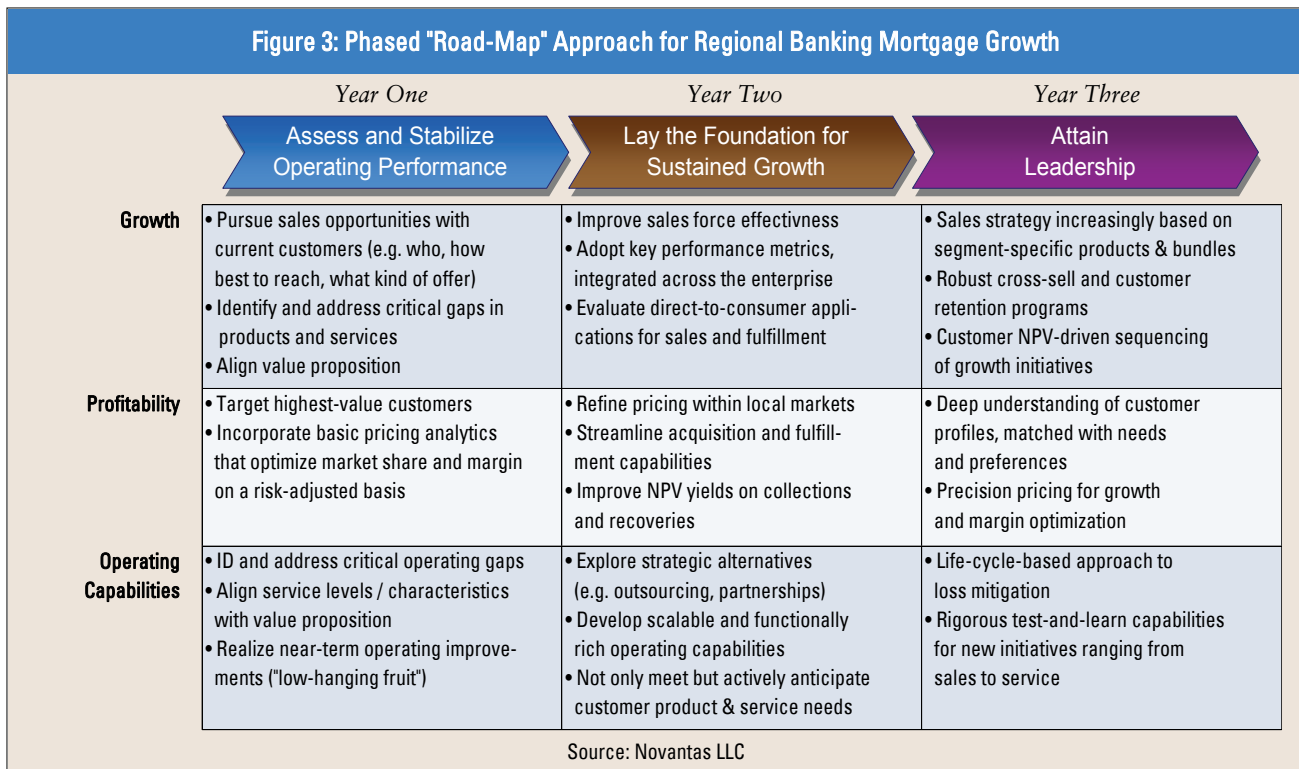 Figure 3: Phased "Road-Map" Approach for Regional Banking Mortgage Growth
Year One
Year Two
Year Three
Assess and Stabilize
Operating Performance
Lay the Foundation for
Sustained Growth
Attain
Leadership
Growth
• Pursue sales opportunities with
current customers (e.g. who, how
best to reach, what kind of offer)
• Identify and address critical gaps in
products and services
• Align value proposition
• Improve sales force effectivness
• Adopt key performance metrics,
integrated across the enterprise
• Evaluate direct-to-consumer appli-
cations for sales and fulfillment
• Sales strategy increasingly based on
segment-specific products & bundles
• Robust cross-sell and customer
retention programs
• Customer NPV-driven sequencing
of growth initiatives
Profitability
• Target highest-value customers
• Incorporate basic pricing analytics
that optimize market share and margin
on a risk-adjusted basis
• Refine pricing within local markets
• Streamline acquisition and fulfill-
ment capabilities
• Improve NPV yields on collections
and recoveries
• Deep understanding of customer
profiles, matched with needs
and preferences
• Precision pricing for growth
and margin optimization
Operating
Capabilities
• ID and address critical operating gaps
• Align service levels / characteristics
with value proposition
• Realize near-term operating improve-
ments ("low-hanging fruit")
• Explore strategic alternatives
(e.g. outsourcing, partnerships)
• Develop scalable and functionally
rich operating capabilities
• Not only meet but actively anticipate
customer product & service needs
• Life-cycle-based approach to
loss mitigation
• Rigorous test-and-learn capabilities
for new initiatives ranging from
sales to service
Source: Novantas LLC